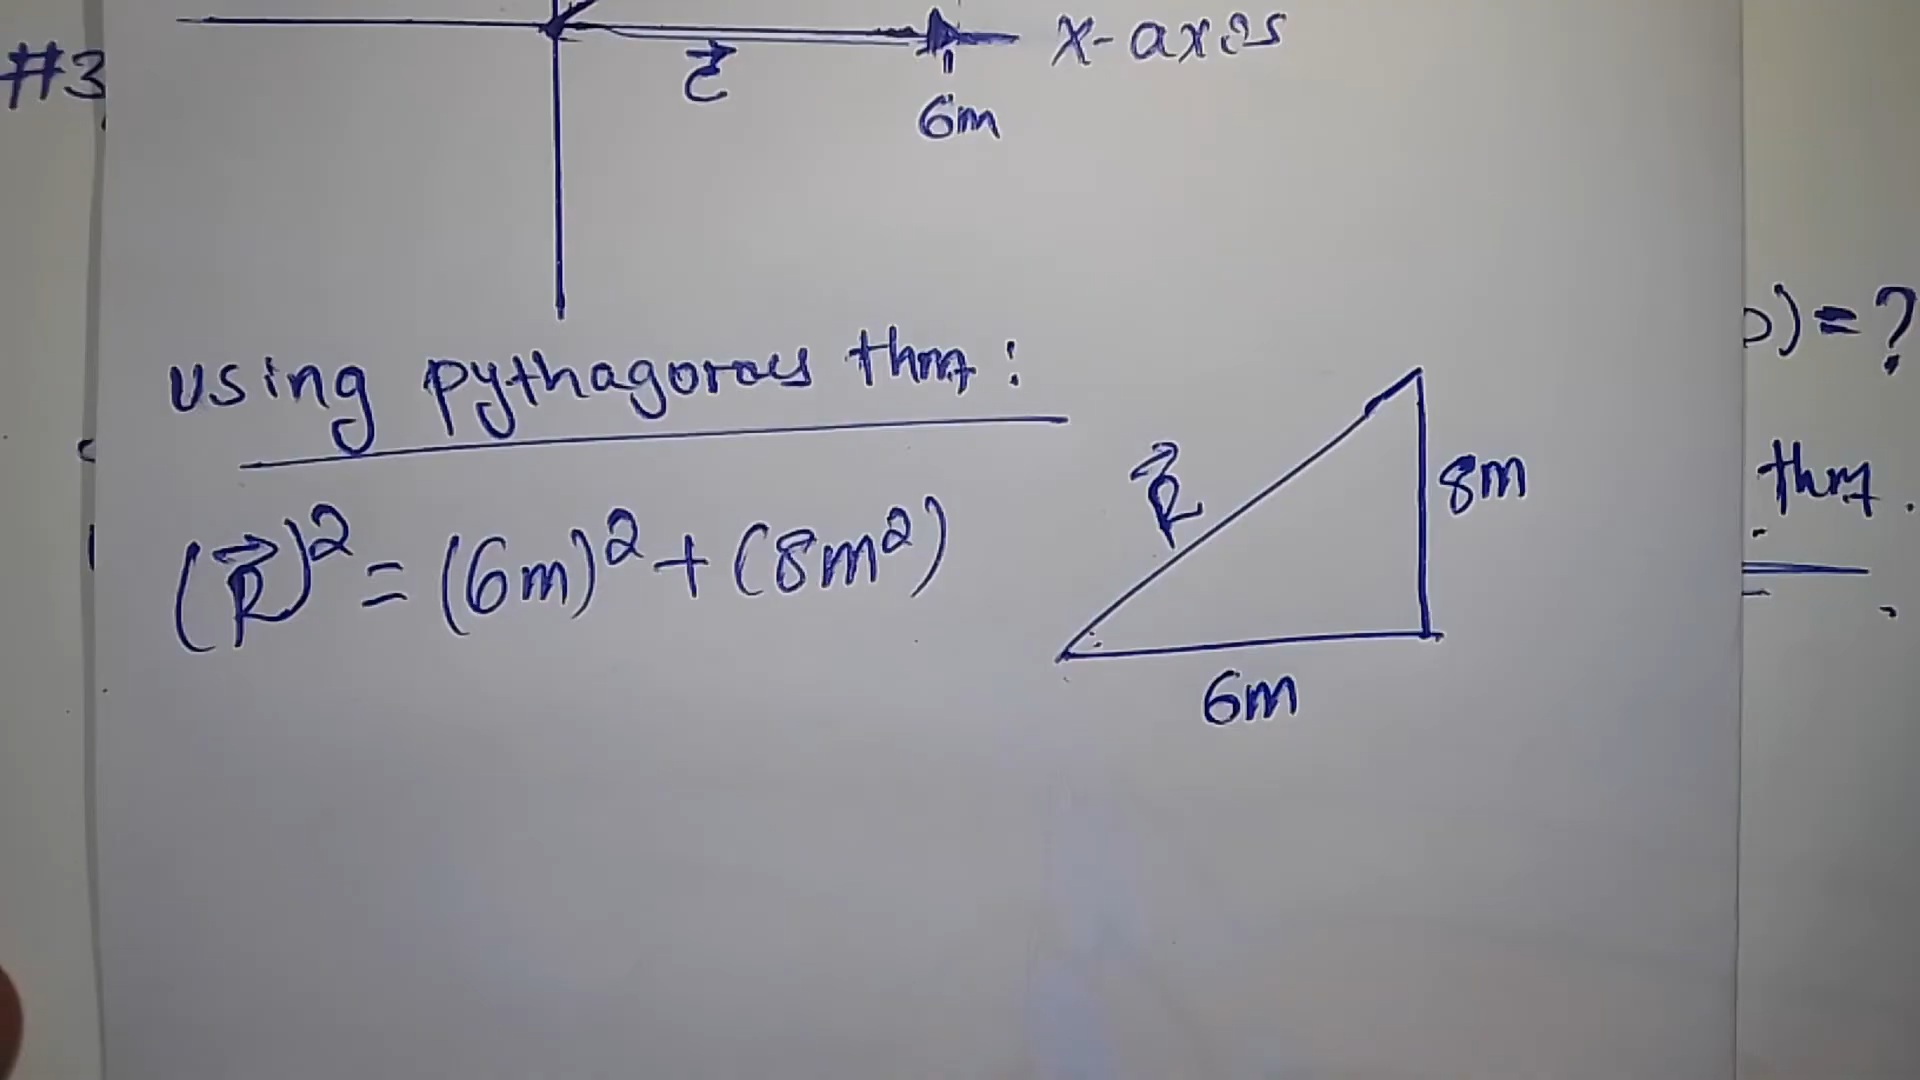 #3
x-axis
C⃗
6m
using pythagoras thm:
(R⃗)² = (6m)² + (8m²)
R⃗
8m
6m
)=?
thm.